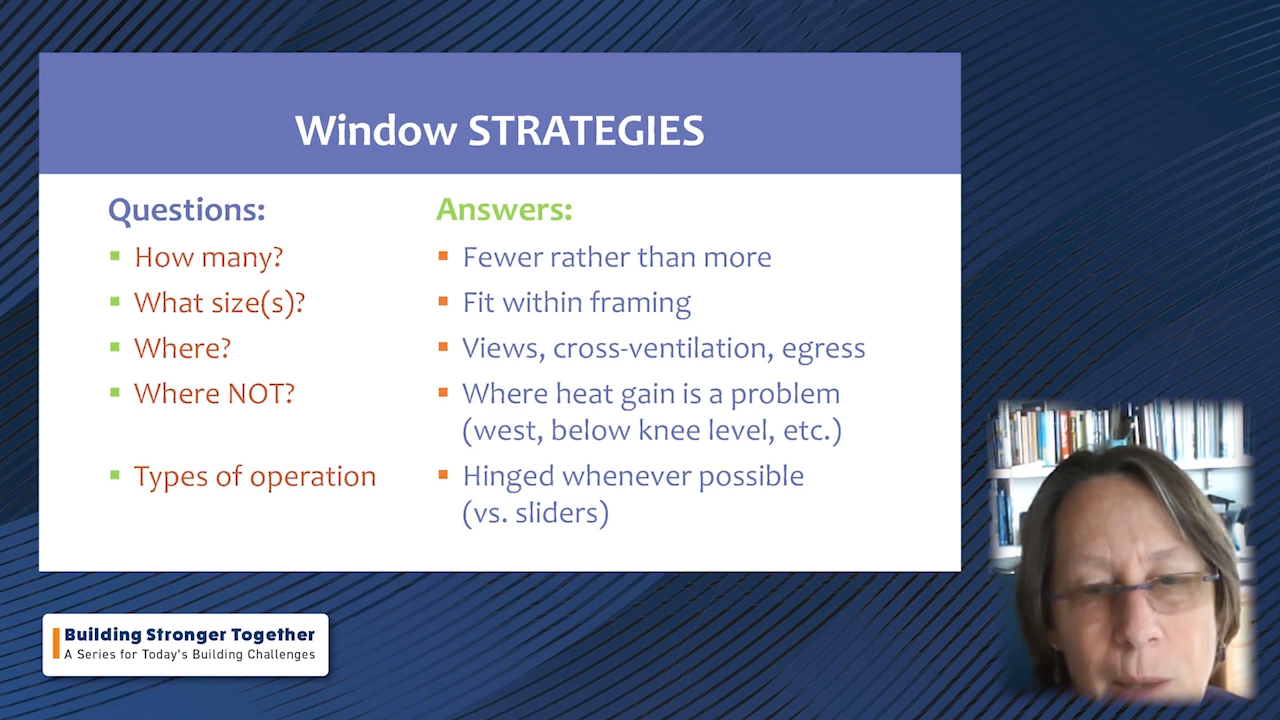 Window STRATEGIES
Questions:
Answers:
How many?
Fewer rather than more
What size(s)?
Fit within framing
Where?
Views, cross-ventilation, egress
Where NOT?
Where heat gain is a problem
(west, below knee level, etc.)
Types of operation
Hinged whenever possible
(vs. sliders)
Building Stronger Together
A Series for Today's Building Challenges